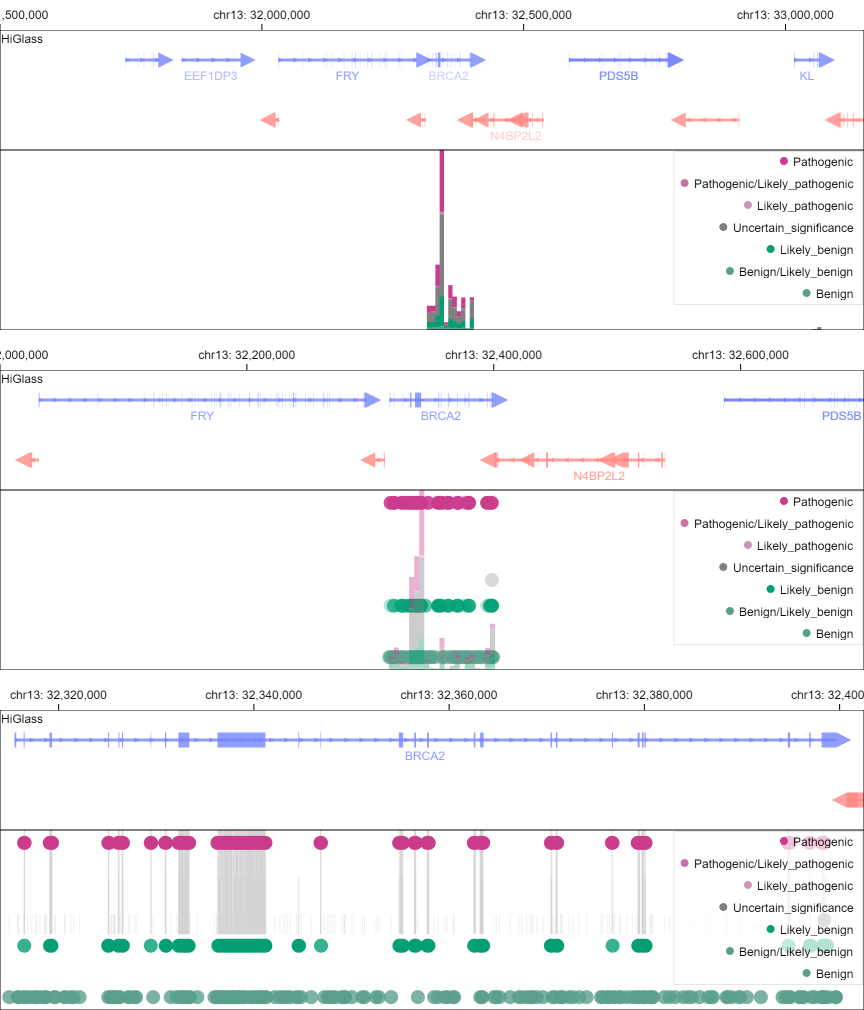 ,500,000 chr13: 32,000,000 chr13: 32,500,000 chr13: 33,000,000
HiGlass
EEF1DP3 FRY BRCA2 PDS5B KL
N4BP2L2
Pathogenic
Pathogenic/Likely_pathogenic
Likely_pathogenic
Uncertain_significance
Likely_benign
Benign/Likely_benign
Benign
2,000,000 chr13: 32,200,000 chr13: 32,400,000 chr13: 32,600,000
HiGlass
FRY BRCA2 PDS5B
N4BP2L2
Pathogenic
Pathogenic/Likely_pathogenic
Likely_pathogenic
Uncertain_significance
Likely_benign
Benign/Likely_benign
Benign
chr13: 32,320,000 chr13: 32,340,000 chr13: 32,360,000 chr13: 32,380,000 chr13: 32,400
HiGlass
BRCA2
Pathogenic
Pathogenic/Likely_pathogenic
Likely_pathogenic
Uncertain_significance
Likely_benign
Benign/Likely_benign
Benign